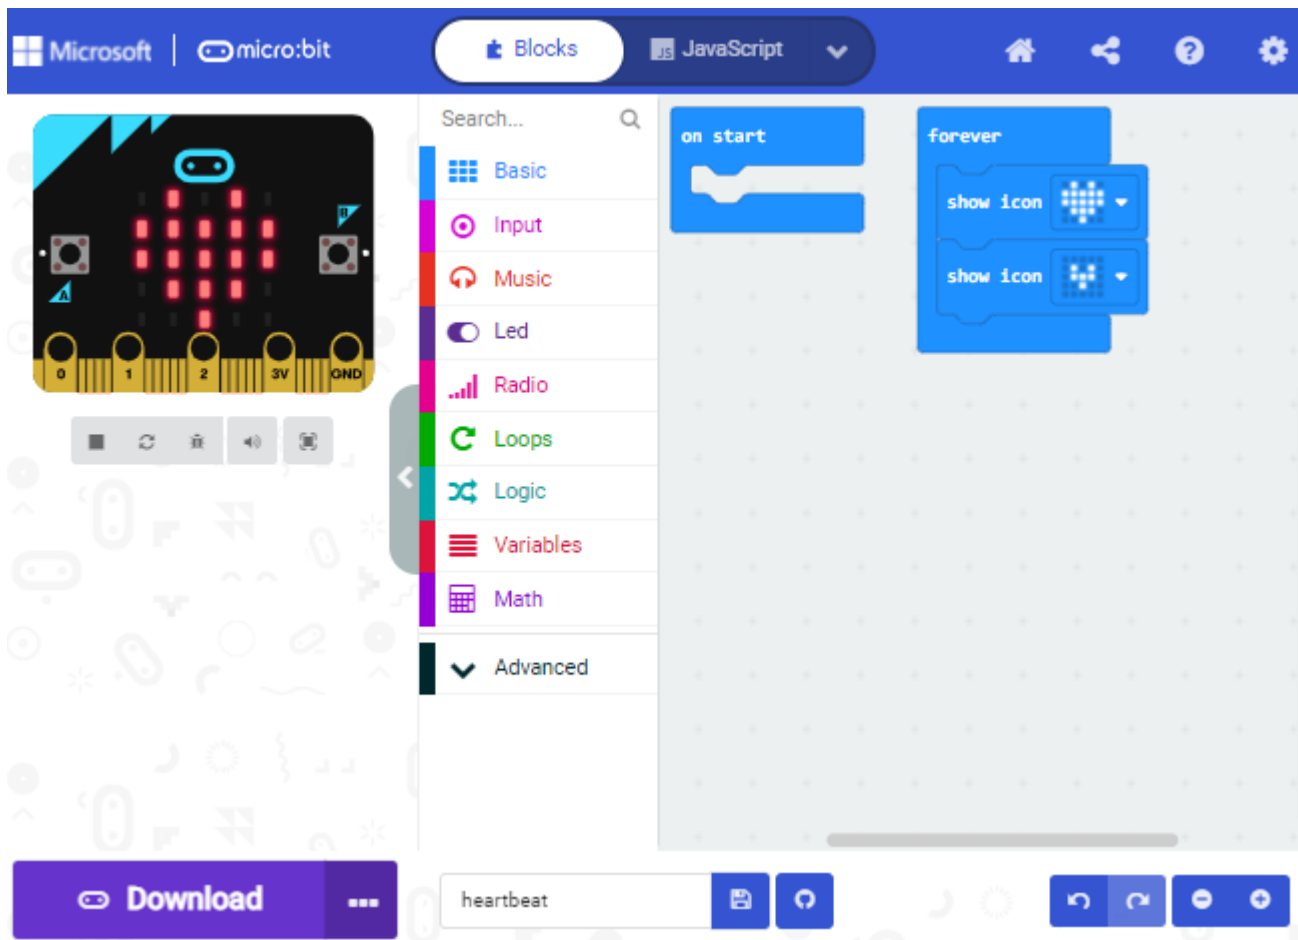 Microsoft micro:bit Blocks JS JavaScript
Search...
Basic
Input
Music
Led
Radio
Loops
Logic
Variables
Math
Advanced
on start
forever
show icon
show icon
B
A
0 1 2 3V GND
Download
heartbeat